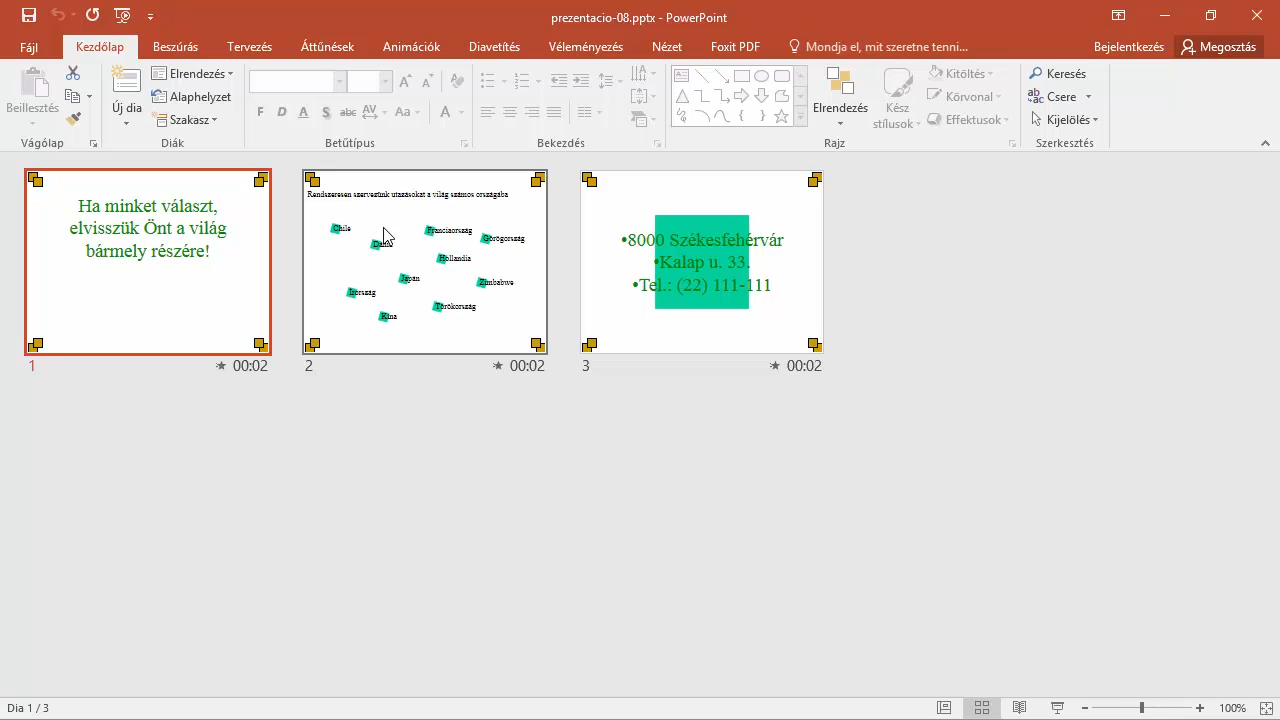 prezentacio-08.pptx - PowerPoint
Fájl
Kezdőlap
Beszúrás
Tervezés
Áttűnések
Animációk
Diavetítés
Véleményezés
Nézet
Foxit PDF
Mondja el, mit szeretne tenni...
Bejelentkezés
Megosztás
Beillesztés
Vágólap
Új dia
Elrendezés
Alaphelyzet
Szakasz
Diák
F D A S abc AV Aa A
Betűtípus
Bekezdés
Elrendezés
Kész
stílusok
Kitöltés
Körvonal
Effektusok
Rajz
Keresés
Csere
Kijelölés
Szerkesztés
Ha minket választ,
elvisszük Önt a világ
bármely részére!
1
00:02
Rendszeresen szervezünk utazásokat a világ számos országába
Chile
Franciaország
Görögország
Hollandia
Japán
Zimbabwe
Írország
Törökország
Kína
2
00:02
•8000 Székesfehérvár
•Kalap u. 33.
•Tel.: (22) 111-111
3
00:02
Dia 1 / 3
100%